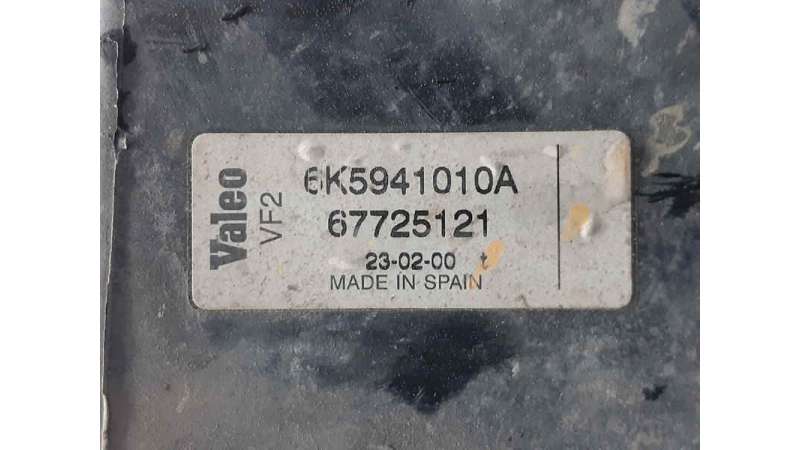 Valeo
VF2
6K5941010A
67725121
23-02-00 t
MADE IN SPAIN